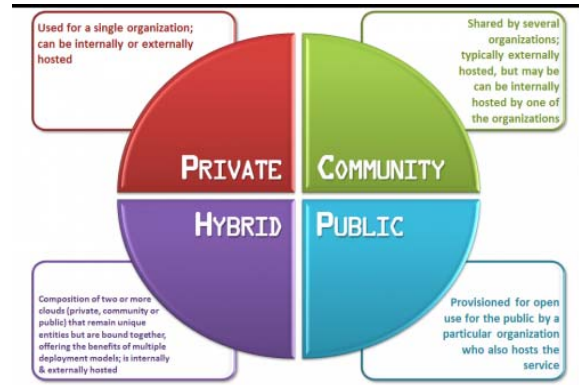 Used for a single organization;
can be internally or externally
hosted
Shared by several
organizations;
typically externally
hosted, but may be
can be internally
hosted by one of
the organizations
PRIVATE
COMMUNITY
HYBRID
PUBLIC
Composition of two or more
clouds (private, community or
public) that remain unique
entities but are bound together,
offering the benefits of multiple
deployment models; is internally
& externally hosted
Provisioned for open
use for the public by a
particular organization
who also hosts the
service